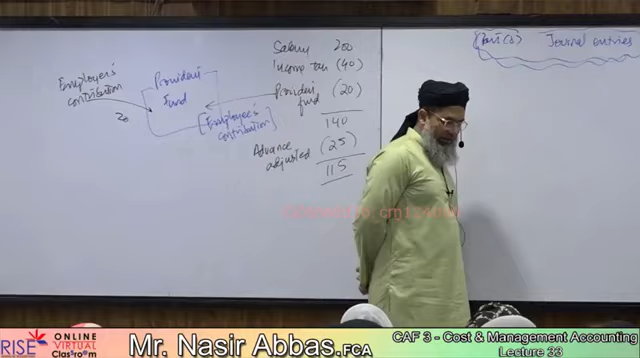 Employer's
contribution
20
Provident
Fund
[Employee's
contribution]
Salary 200
Income tax (40)
Provident (20)
fund
140
Advance (25)
adjusted
115
Part (b) Journal entries
RISE ONLINE
VIRTUAL
Classroom
Mr. Nasir Abbas.FCA
CAF 3 - Cost & Management Accounting
Lecture 33